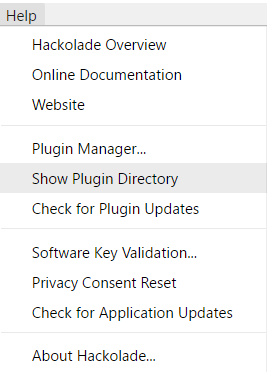 Help
Hackolade Overview
Online Documentation
Website
Plugin Manager...
Show Plugin Directory
Check for Plugin Updates
Software Key Validation...
Privacy Consent Reset
Check for Application Updates
About Hackolade...